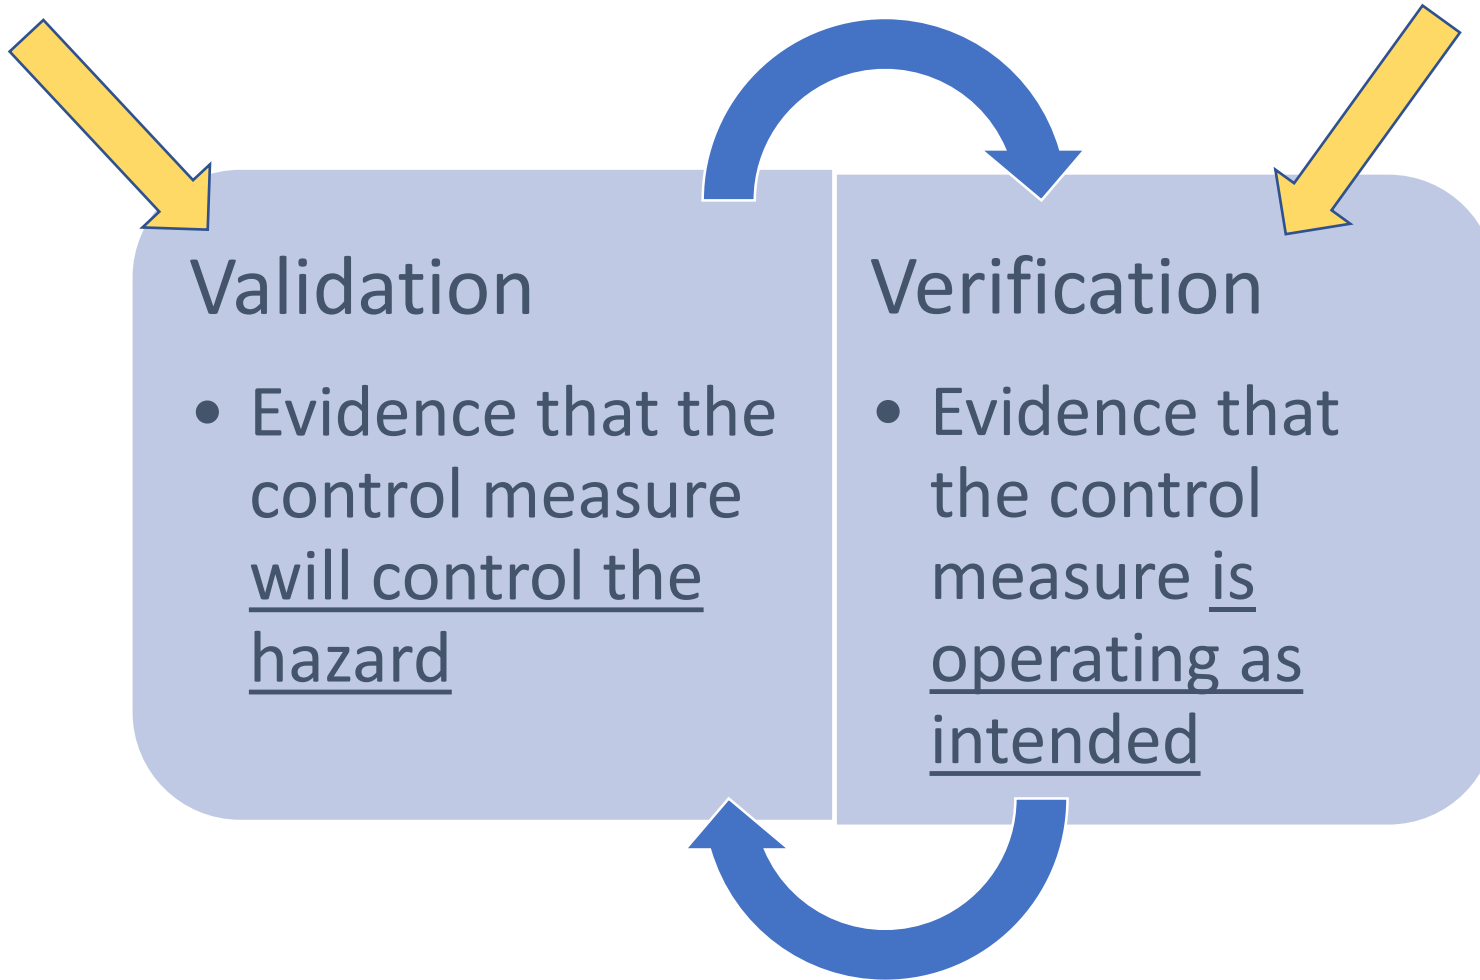 Validation
• Evidence that the
control measure
will control the
hazard
Verification
• Evidence that
the control
measure is
operating as
intended